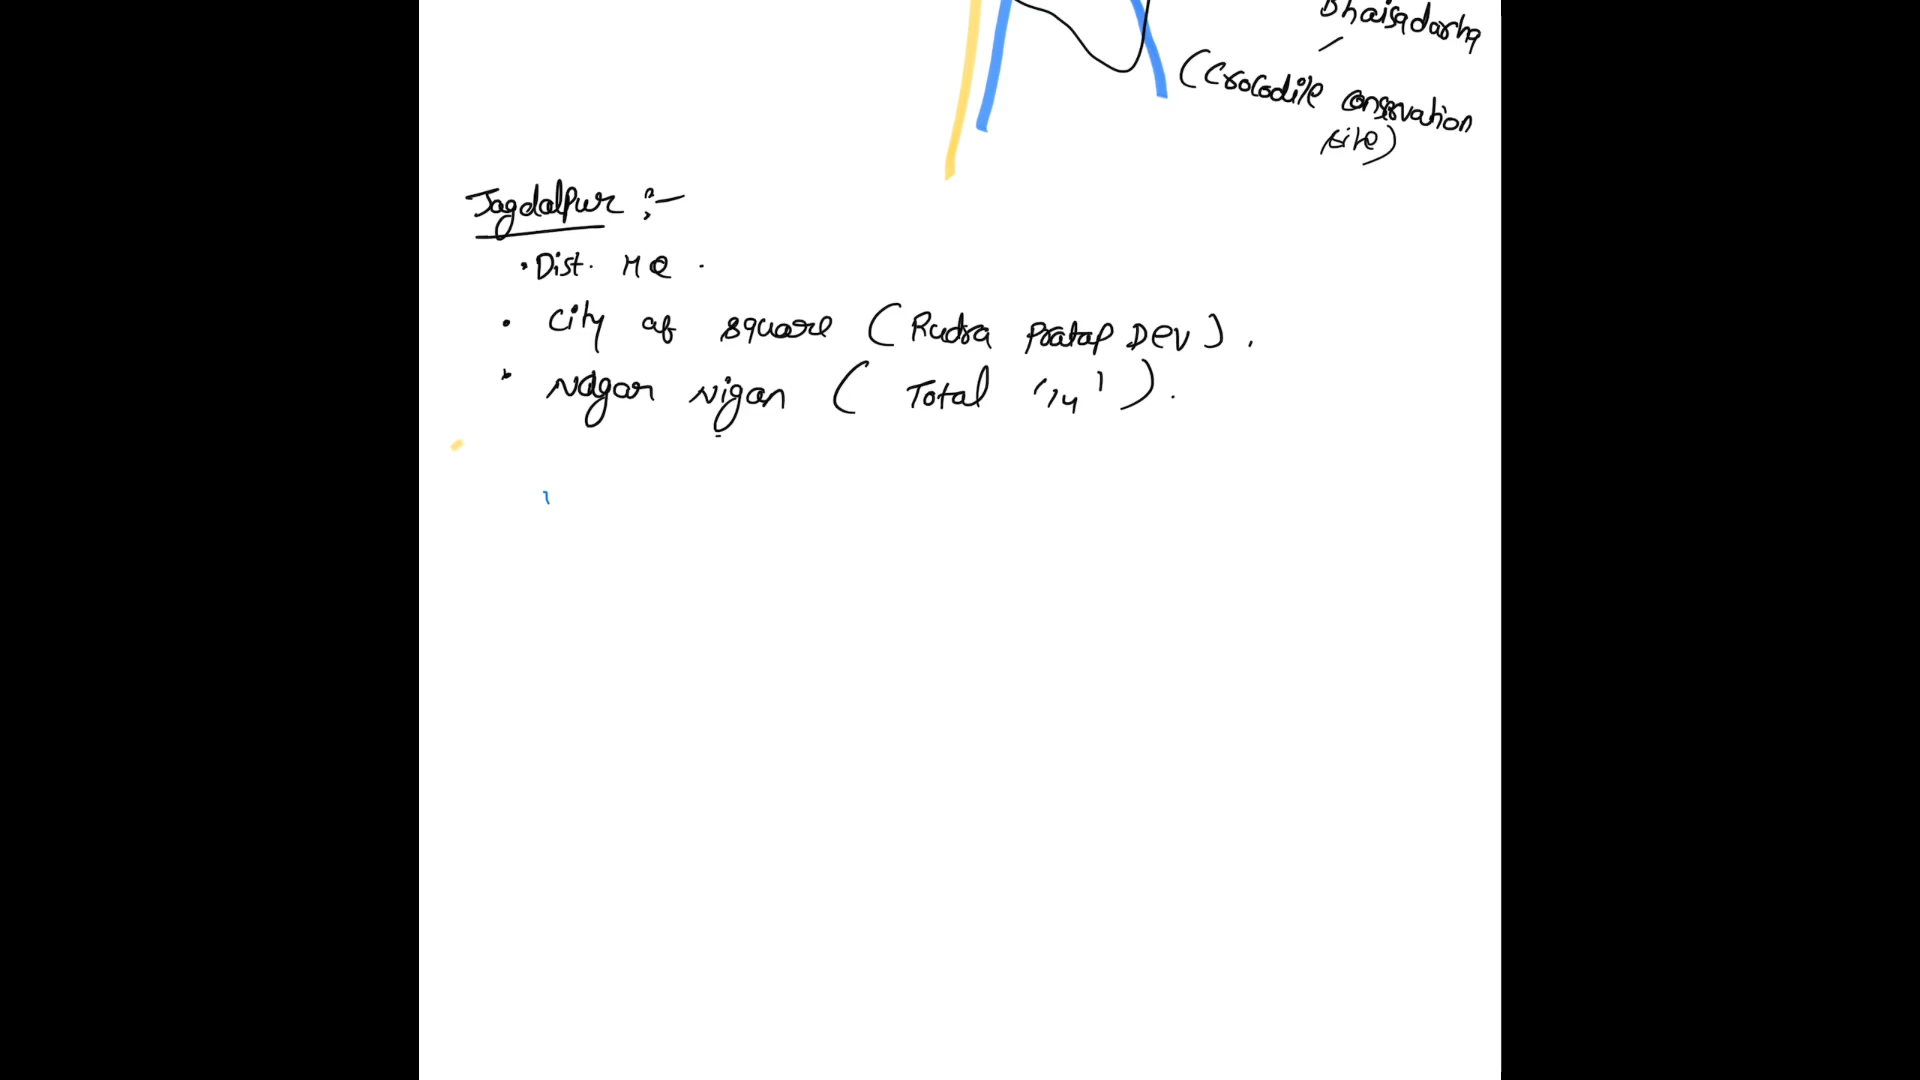 Bhaisadarha
(Crocodile conservation
site)
Jagdalpur :-
• Dist. HQ .
• City of square (Rudra Pratap Dev) .
• Nagar Nigam ( Total '14' ) .